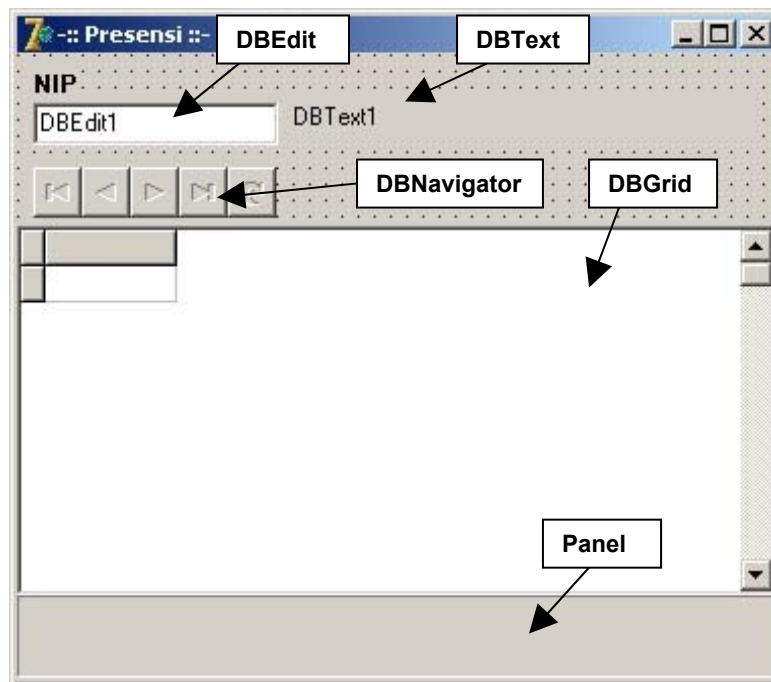 -:: Presensi ::-
DBEdit
DBText
NIP
DBEdit1
DBText1
DBNavigator
DBGrid
Panel